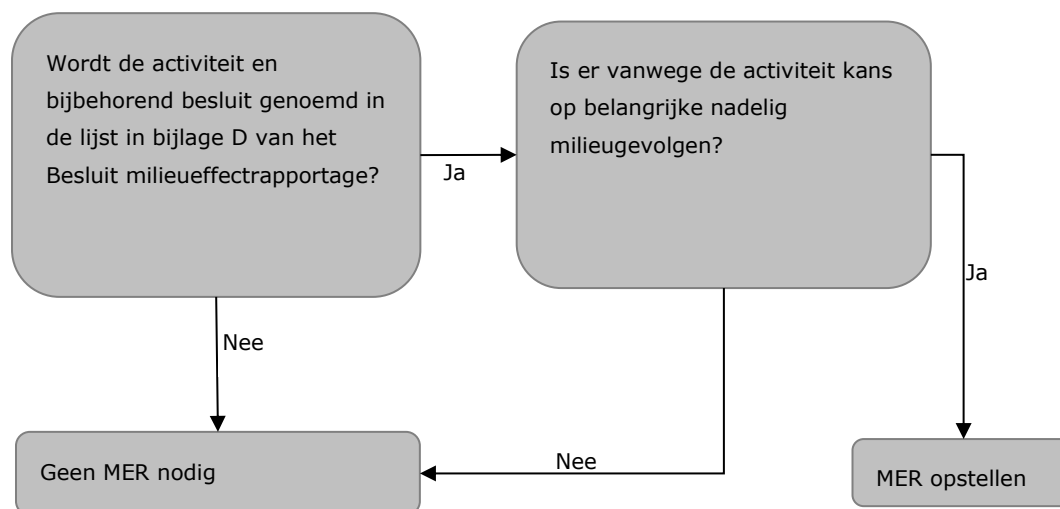 Wordt de activiteit en
bijbehorend besluit genoemd in
de lijst in bijlage D van het
Besluit milieueffectrapportage?
Ja
Is er vanwege de activiteit kans
op belangrijke nadelig
milieugevolgen?
Ja
Nee
Geen MER nodig
Nee
MER opstellen